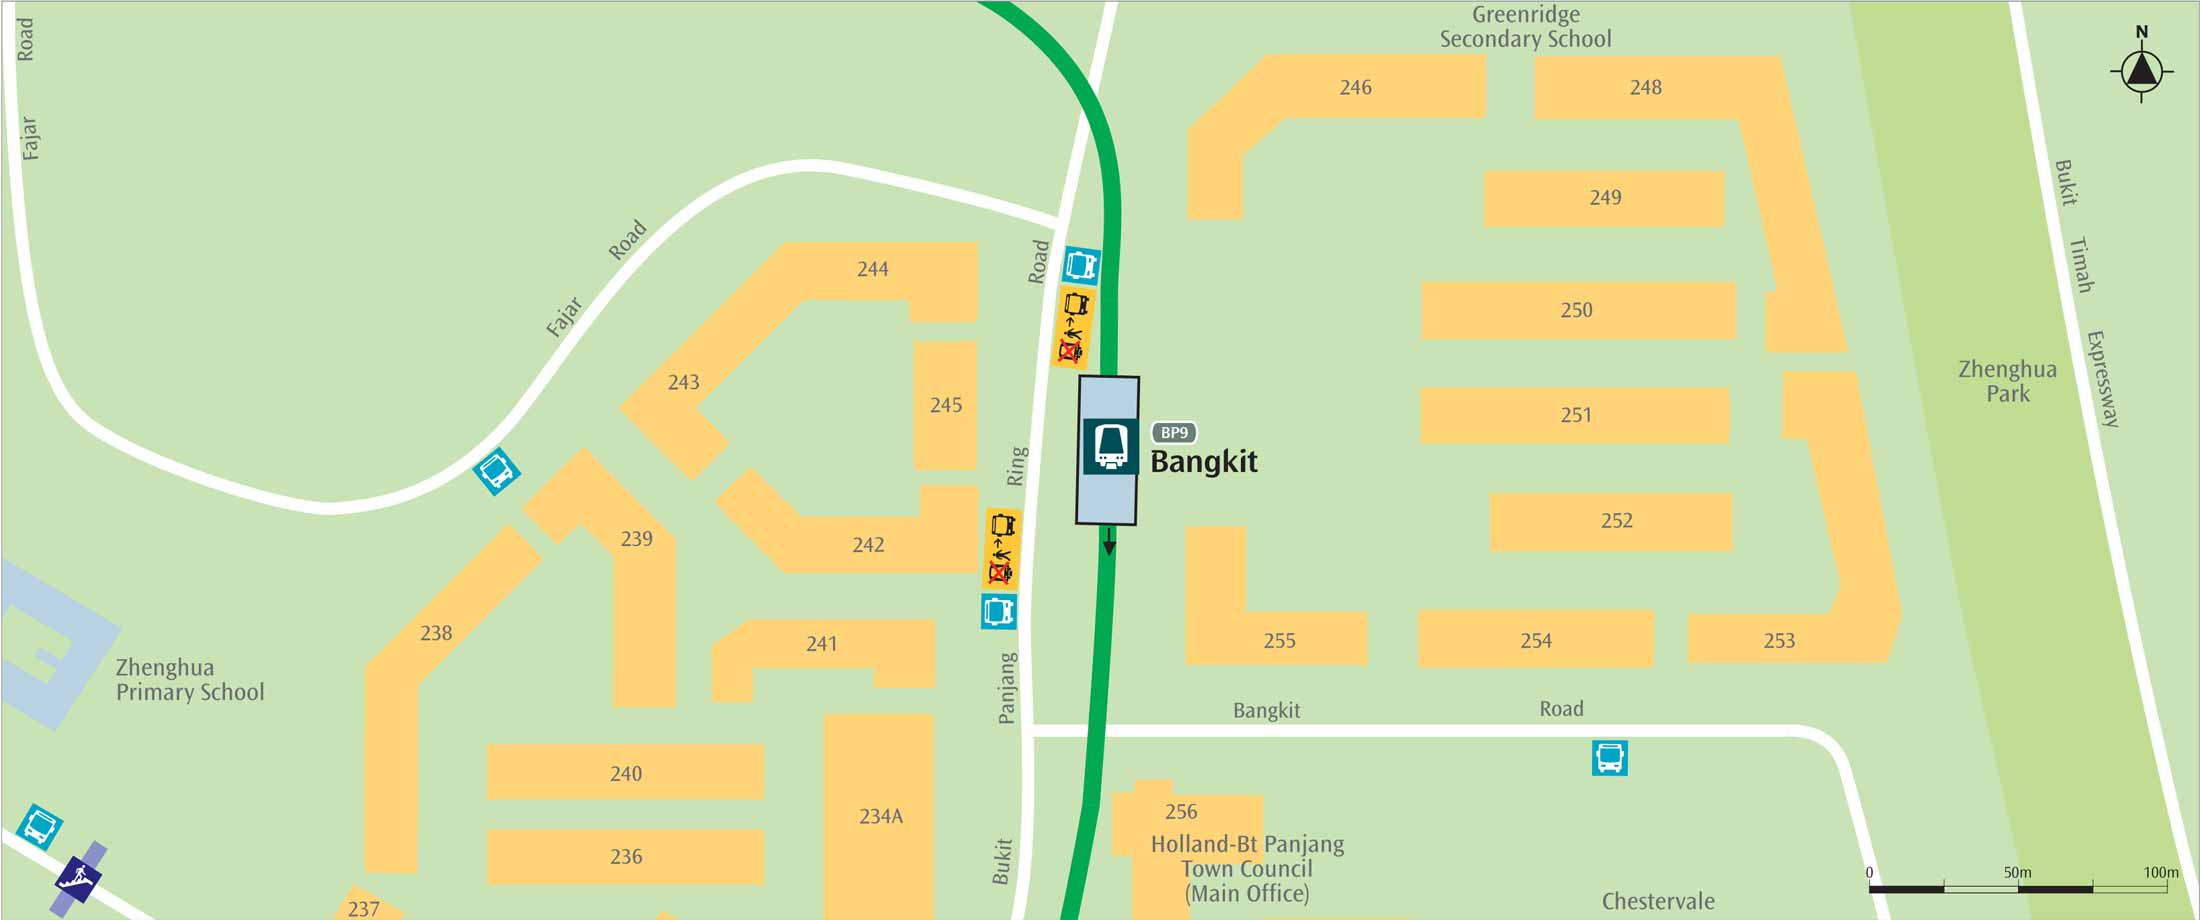 Greenridge
Secondary School
N
Road
Fajar
246
248
249
Bukit
Timah
Expressway
Road
Fajar
244
Road
250
243
245
251
Zhenghua
Park
BP9
Bangkit
Ring
239
242
252
238
241
255
254
253
Zhenghua
Primary School
Panjang
Bangkit
Road
240
234A
256
236
Bukit
Holland-Bt Panjang
Town Council
(Main Office)
0
50m
100m
237
Chestervale